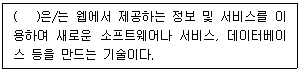 (   )은/는 웹에서 제공하는 정보 및 서비스를 이
용하여 새로운 소프트웨어나 서비스, 데이터베이
스 등을 만드는 기술이다.